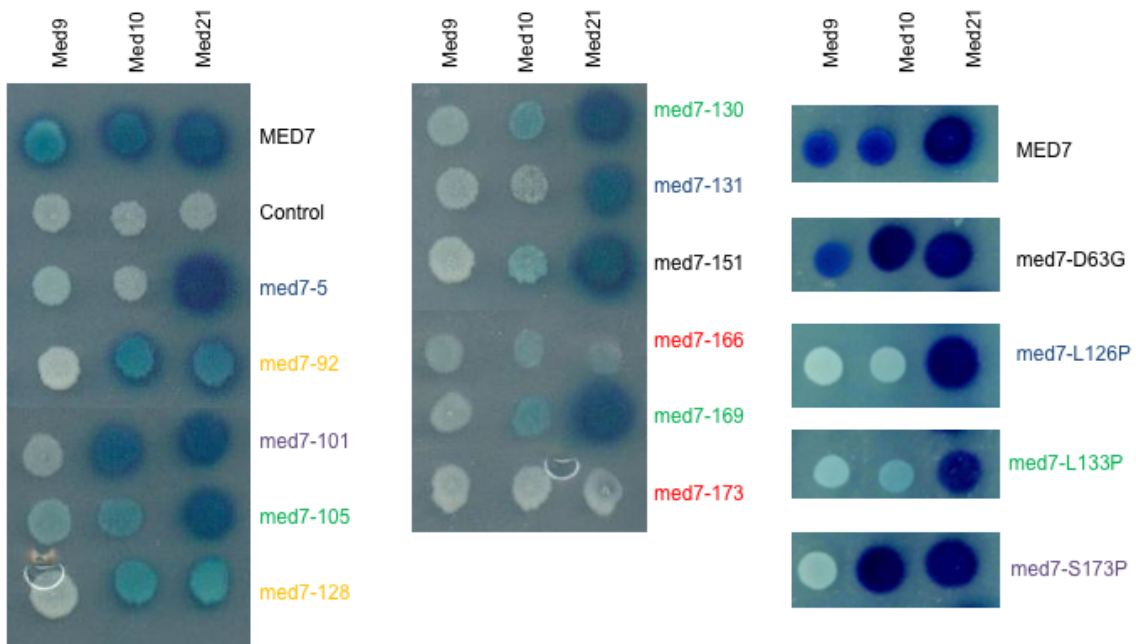 Med9
Med10
Med21
MED7
Control
med7-5
med7-92
med7-101
med7-105
med7-128
Med9
Med10
Med21
med7-130
med7-131
med7-151
med7-166
med7-169
med7-173
Med9
Med10
Med21
MED7
med7-D63G
med7-L126P
med7-L133P
med7-S173P